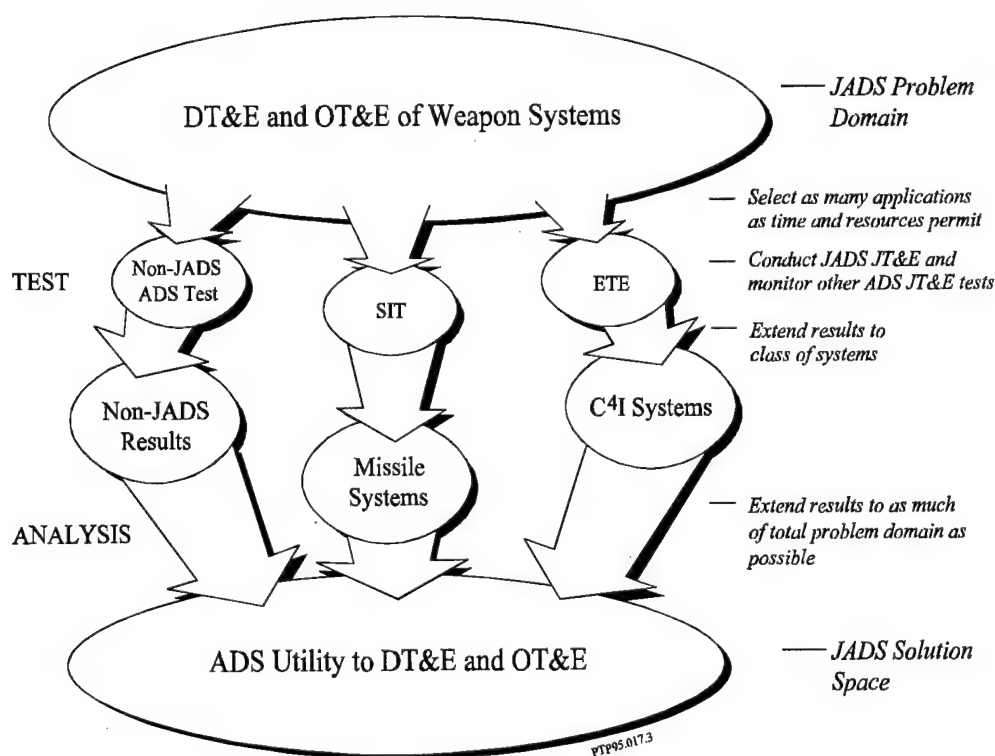 DT&E and OT&E of Weapon Systems
JADS Problem
Domain
Select as many applications
as time and resources permit
TEST
Non-JADS
ADS Test
SIT
ETE
Conduct JADS JT&E and
monitor other ADS JT&E tests
Extend results to
class of systems
Non-JADS
Results
Missile
Systems
C⁴I Systems
ANALYSIS
Extend results to as much
of total problem domain as
possible
ADS Utility to DT&E and OT&E
JADS Solution
Space
PTP95.017.3